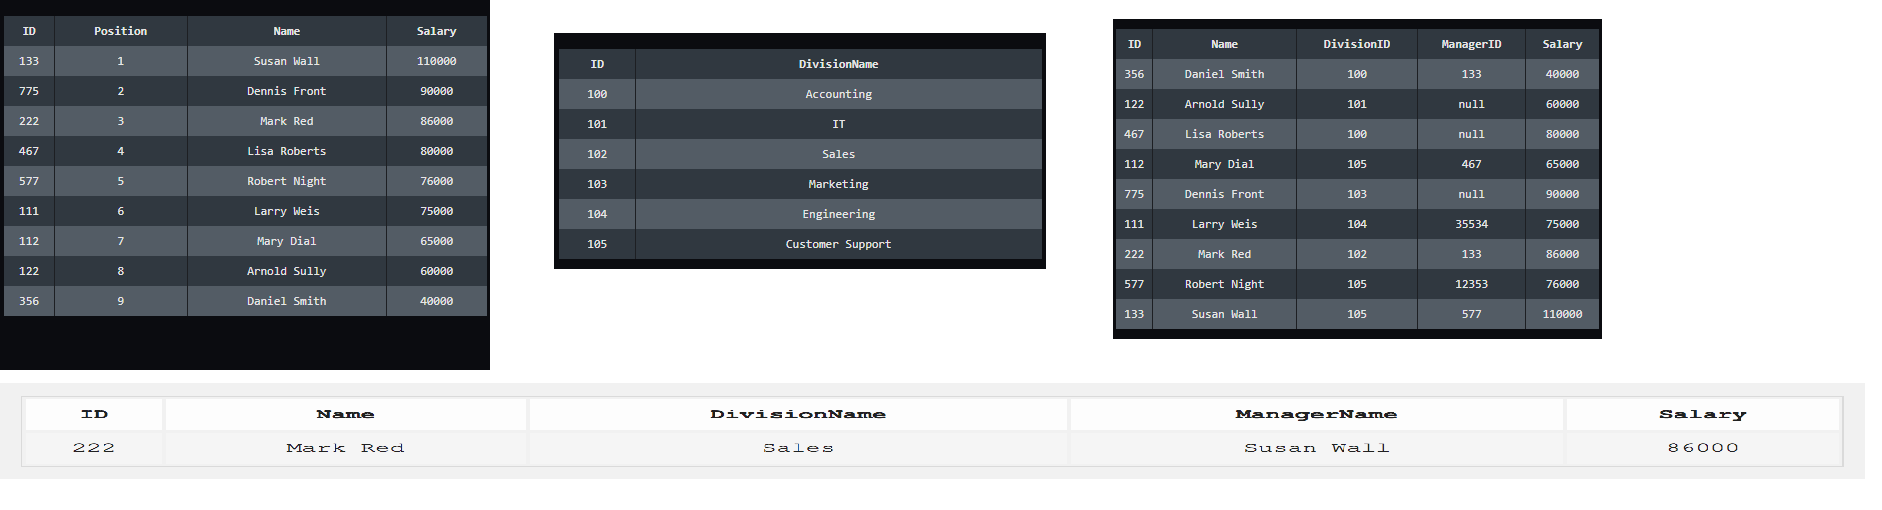 ID Position Name Salary
133 1 Susan Wall 110000
775 2 Dennis Front 90000
222 3 Mark Red 86000
467 4 Lisa Roberts 80000
577 5 Robert Night 76000
111 6 Larry Weis 75000
112 7 Mary Dial 65000
122 8 Arnold Sully 60000
356 9 Daniel Smith 40000
ID DivisionName
100 Accounting
101 IT
102 Sales
103 Marketing
104 Engineering
105 Customer Support
ID Name DivisionID ManagerID Salary
356 Daniel Smith 100 133 40000
122 Arnold Sully 101 null 60000
467 Lisa Roberts 100 null 80000
112 Mary Dial 105 467 65000
775 Dennis Front 103 null 90000
111 Larry Weis 104 35534 75000
222 Mark Red 102 133 86000
577 Robert Night 105 12353 76000
133 Susan Wall 105 577 110000
ID Name DivisionName ManagerName Salary
222 Mark Red Sales Susan Wall 86000